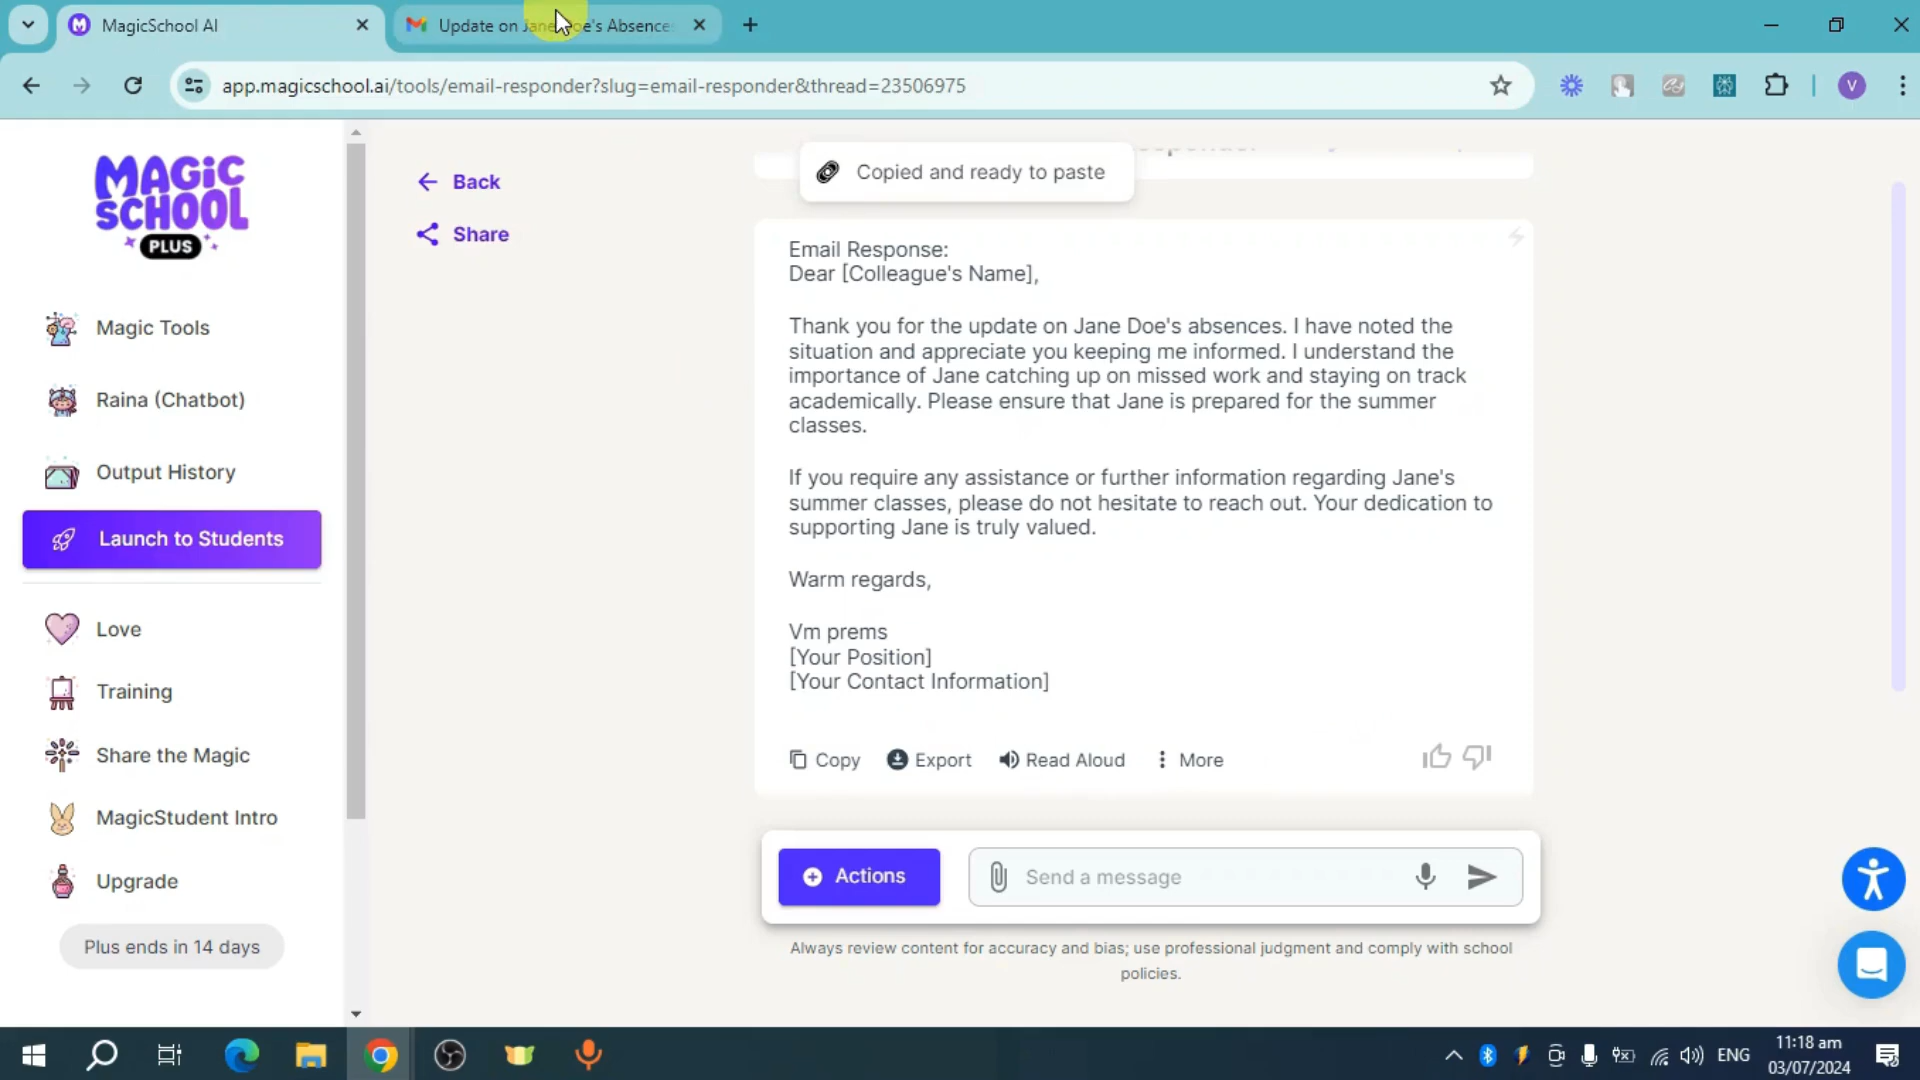 MagicSchool AI
Update on Jane Doe's Absence
app.magicschool.ai/tools/email-responder?slug=email-responder&thread=23506975
V
MAGIC
SCHOOL
PLUS
Magic Tools
Raina (Chatbot)
Output History
Launch to Students
Love
Training
Share the Magic
MagicStudent Intro
Upgrade
Plus ends in 14 days
Back
Share
Copied and ready to paste
Email Response:
Dear [Colleague's Name],
Thank you for the update on Jane Doe's absences. I have noted the
situation and appreciate you keeping me informed. I understand the
importance of Jane catching up on missed work and staying on track
academically. Please ensure that Jane is prepared for the summer
classes.
If you require any assistance or further information regarding Jane's
summer classes, please do not hesitate to reach out. Your dedication to
supporting Jane is truly valued.
Warm regards,
Vm prems
[Your Position]
[Your Contact Information]
Copy
Export
Read Aloud
More
Actions
Send a message
Always review content for accuracy and bias; use professional judgment and comply with school
policies.
ENG
11:18 am
03/07/2024